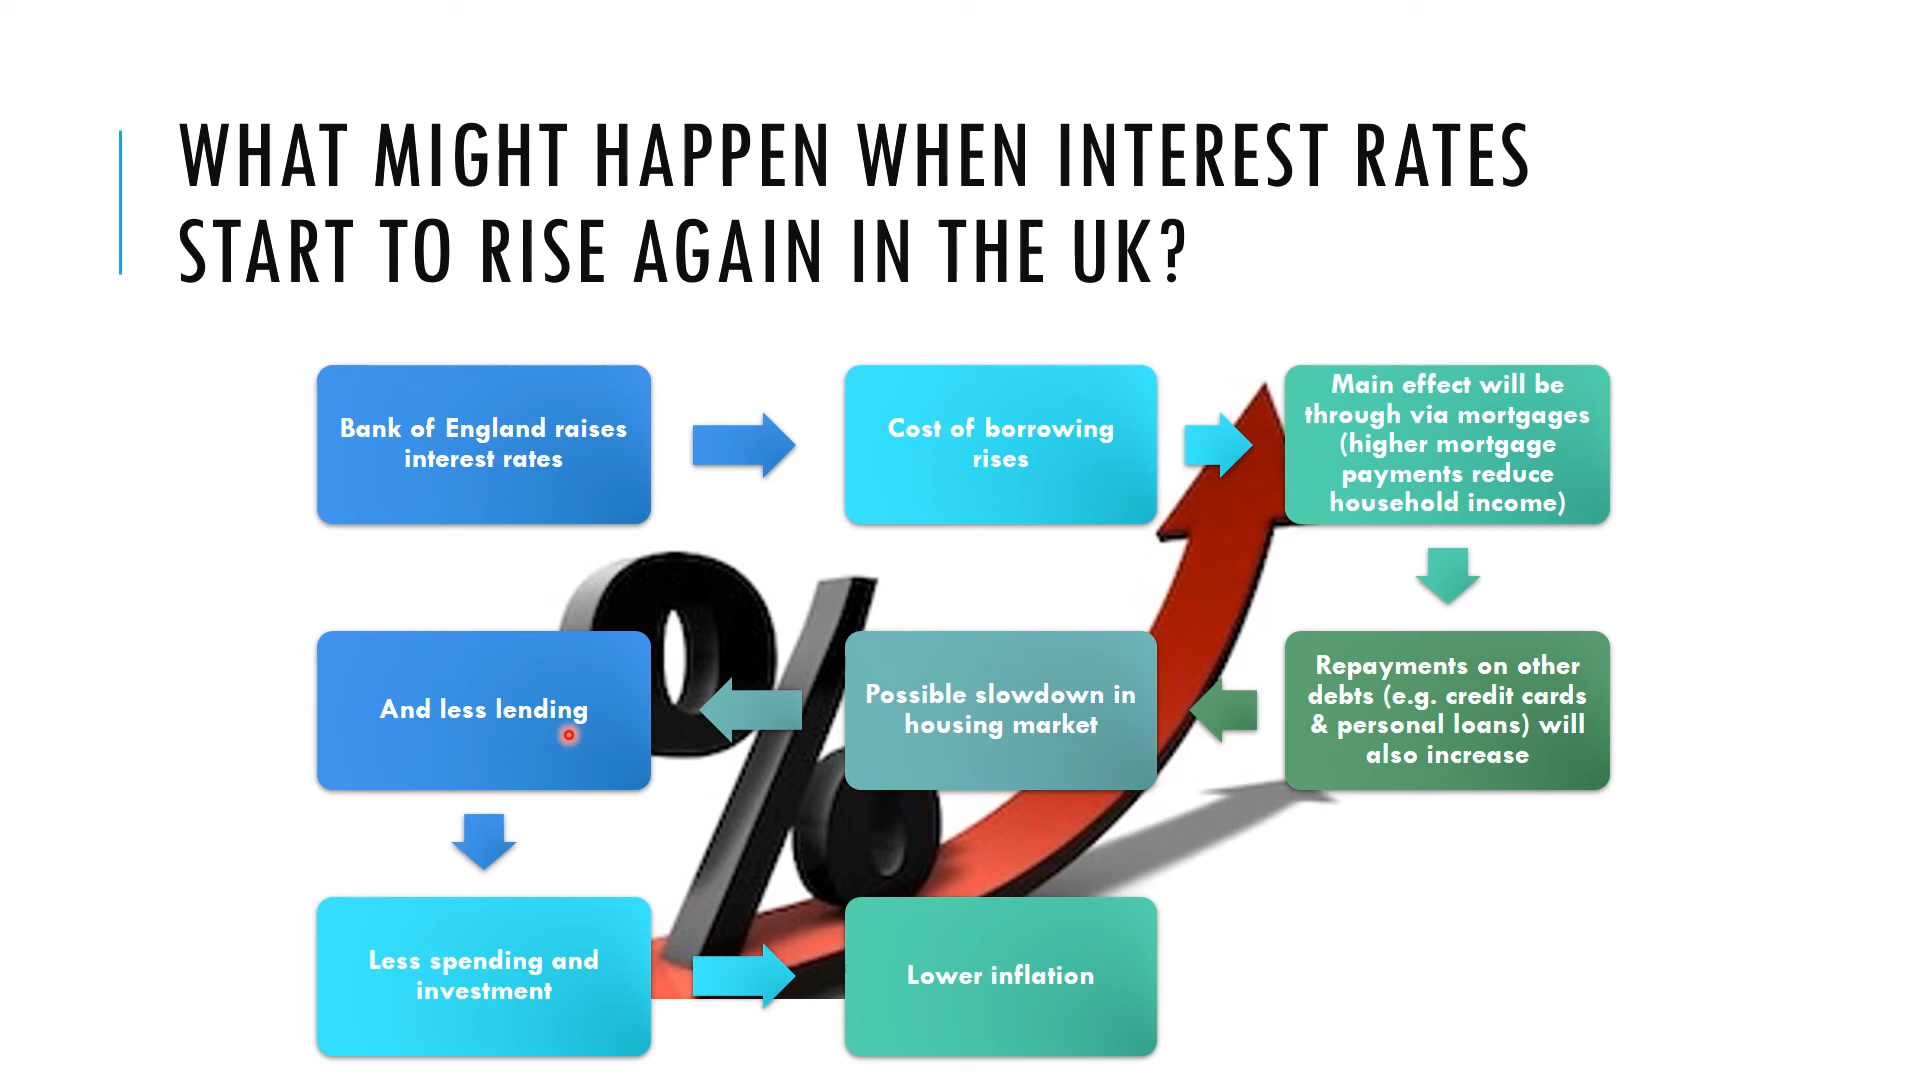 WHAT MIGHT HAPPEN WHEN INTEREST RATES
START TO RISE AGAIN IN THE UK?
Bank of England raises
interest rates
Cost of borrowing
rises
Main effect will be
through via mortgages
(higher mortgage
payments reduce
household income)
Repayments on other
debts (e.g. credit cards
& personal loans) will
also increase
Possible slowdown in
housing market
And less lending
Less spending and
investment
Lower inflation